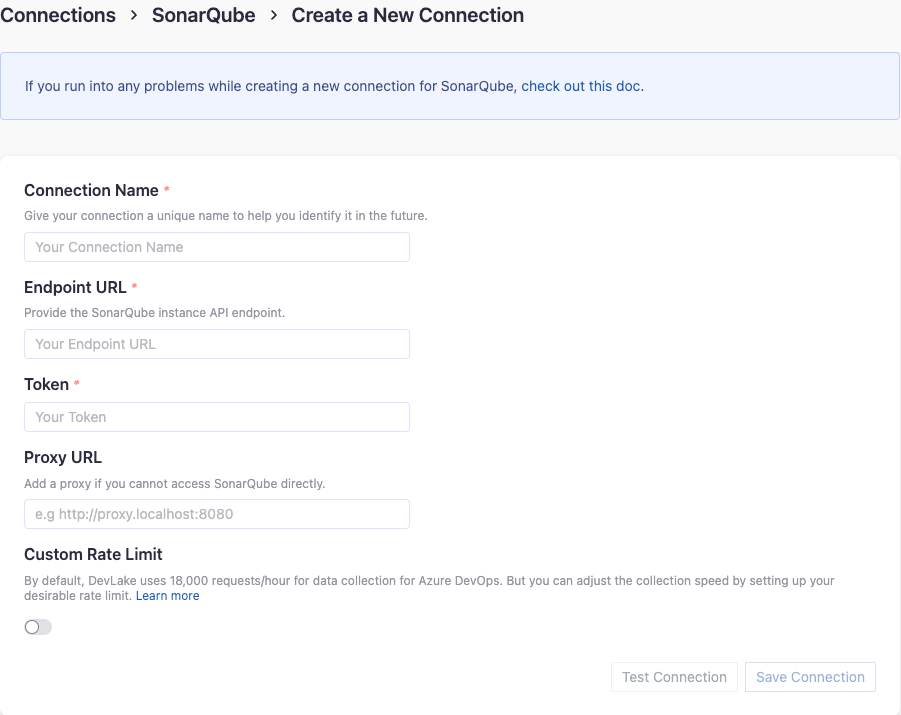 Connections > SonarQube > Create a New Connection
If you run into any problems while creating a new connection for SonarQube, check out this doc.
Connection Name *
Give your connection a unique name to help you identify it in the future.
Your Connection Name
Endpoint URL *
Provide the SonarQube instance API endpoint.
Your Endpoint URL
Token *
Your Token
Proxy URL
Add a proxy if you cannot access SonarQube directly.
e.g http://proxy.localhost:8080
Custom Rate Limit
By default, DevLake uses 18,000 requests/hour for data collection for Azure DevOps. But you can adjust the collection speed by setting up your
desirable rate limit. Learn more
Test Connection Save Connection